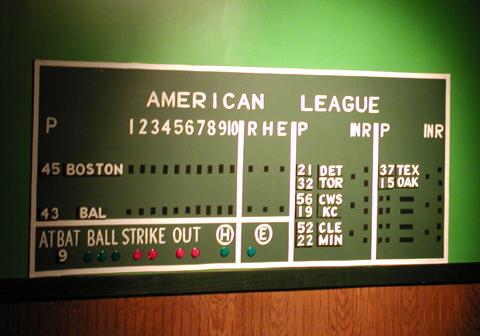 AMERICAN LEAGUE
P 12345678910 R H E P INR P INR
45 BOSTON 21 DET 37 TEX
32 TOR 15 OAK
56 CWS
43 BAL 19 KC
AT BAT BALL STRIKE OUT H E 52 CLE
9 22 MIN